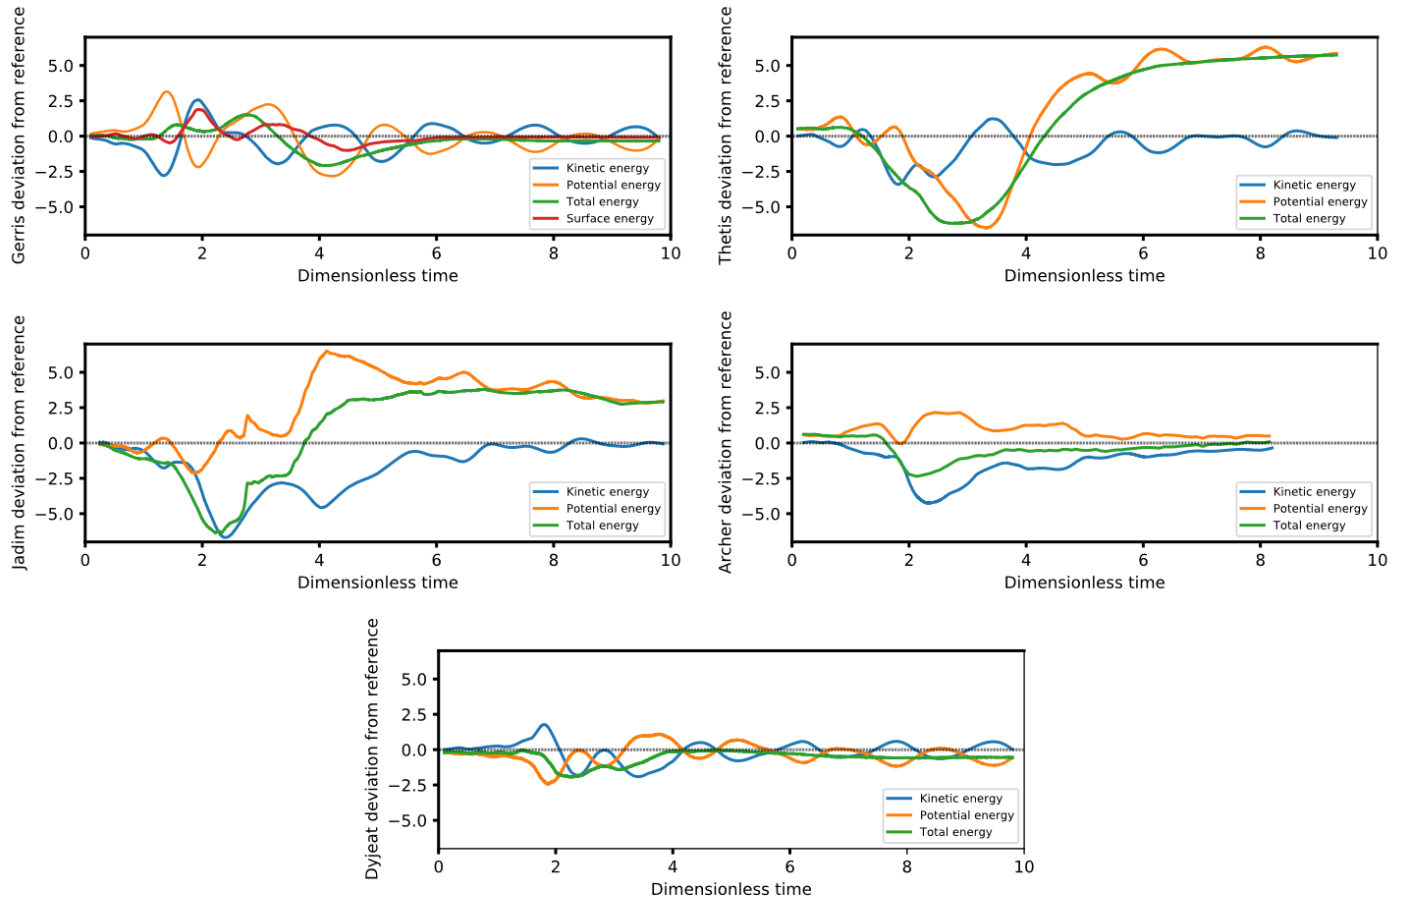 Gerris deviation from reference
5.0
2.5
0.0
−2.5
−5.0
0 2 4 6 8 10
Dimensionless time
Kinetic energy
Potential energy
Total energy
Surface energy
Thetis deviation from reference
5.0
2.5
0.0
−2.5
−5.0
0 2 4 6 8 10
Dimensionless time
Kinetic energy
Potential energy
Total energy
Jadim deviation from reference
5.0
2.5
0.0
−2.5
−5.0
0 2 4 6 8 10
Dimensionless time
Kinetic energy
Potential energy
Total energy
Archer deviation from reference
5.0
2.5
0.0
−2.5
−5.0
0 2 4 6 8 10
Dimensionless time
Kinetic energy
Potential energy
Total energy
Dyjeat deviation from reference
5.0
2.5
0.0
−2.5
−5.0
0 2 4 6 8 10
Dimensionless time
Kinetic energy
Potential energy
Total energy